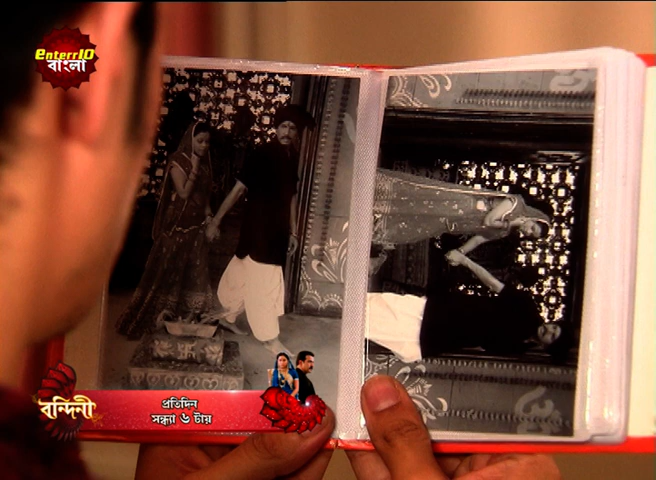 enterr10
বাংলা
বন্দিনী
প্রতিদিন
সন্ধ্যা ৬ টায়